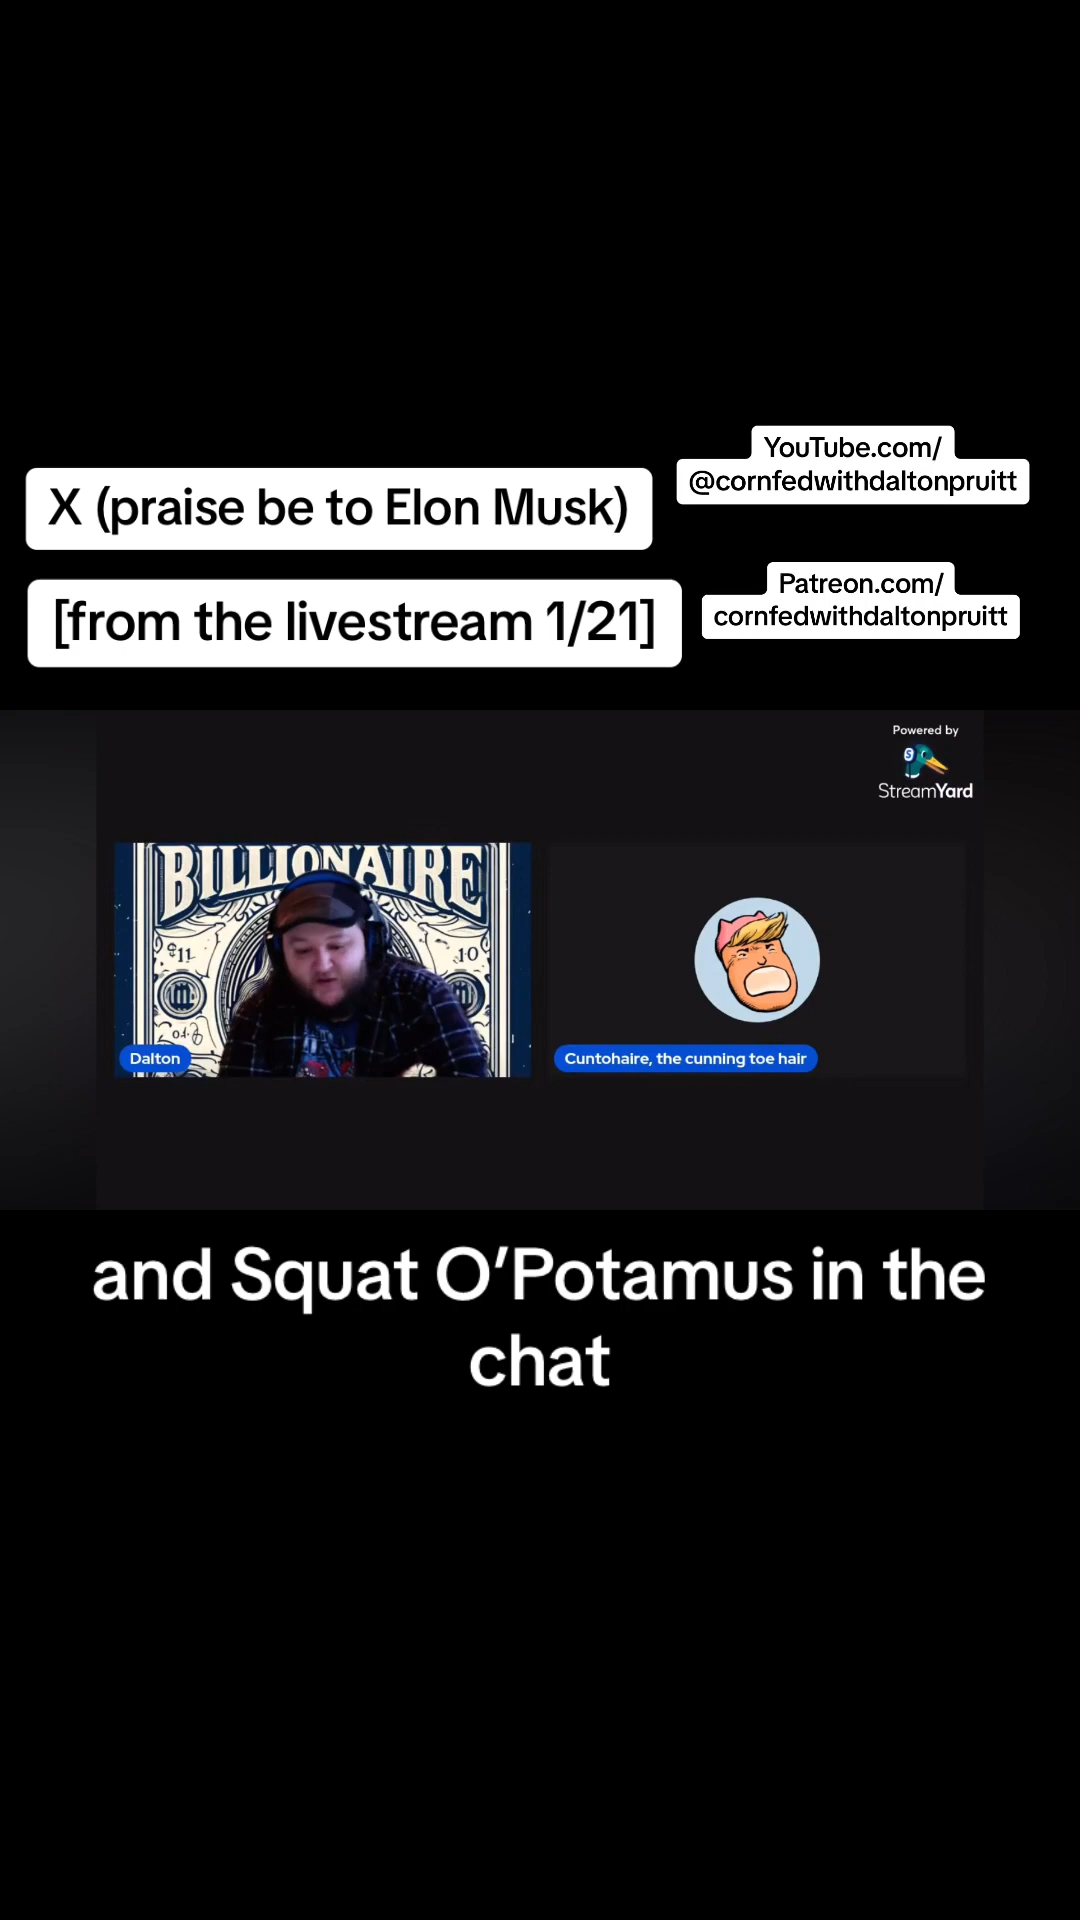 X (praise be to Elon Musk)
[from the livestream 1/21]
YouTube.com/
@cornfedwithdaltonpruitt
Patreon.com/
cornfedwithdaltonpruitt
Powered by
StreamYard
BILLIONAIRE
Dalton
Cuntohaire, the cunning toe hair
and Squat O'Potamus in the
chat